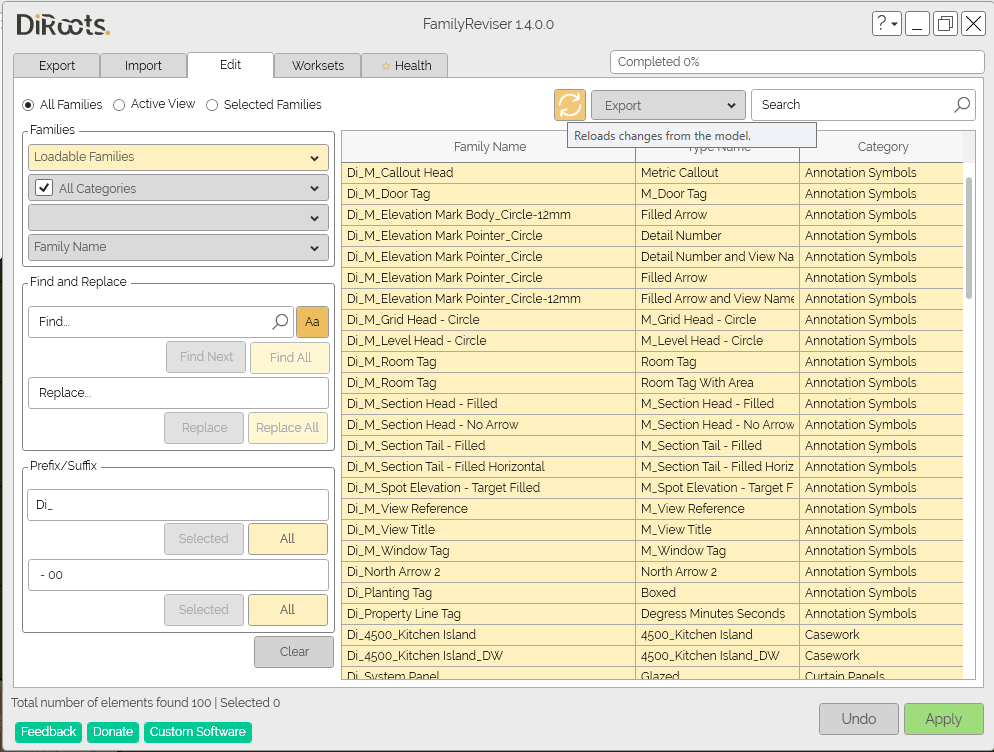 DiRoots.
FamilyReviser 1.4.0.0
?
Export
Import
Edit
Worksets
Health
Completed 0%
All Families
Active View
Selected Families
Export
Search
Reloads changes from the model.
Families
Loadable Families
All Categories
Family Name
Find and Replace
Find...
Aa
Find Next
Find All
Replace...
Replace
Replace All
Prefix/Suffix
Di_
Selected
All
- 00
Selected
All
Clear
Family Name Type Name Category
Di_M_Callout Head Metric Callout Annotation Symbols
Di_M_Door Tag M_Door Tag Annotation Symbols
Di_M_Elevation Mark Body_Circle-12mm Filled Arrow Annotation Symbols
Di_M_Elevation Mark Pointer_Circle Detail Number Annotation Symbols
Di_M_Elevation Mark Pointer_Circle Detail Number and View Na Annotation Symbols
Di_M_Elevation Mark Pointer_Circle Filled Arrow Annotation Symbols
Di_M_Elevation Mark Pointer_Circle-12mm Filled Arrow and View Name Annotation Symbols
Di_M_Grid Head - Circle M_Grid Head - Circle Annotation Symbols
Di_M_Level Head - Circle M_Level Head - Circle Annotation Symbols
Di_M_Room Tag Room Tag Annotation Symbols
Di_M_Room Tag Room Tag With Area Annotation Symbols
Di_M_Section Head - Filled M_Section Head - Filled Annotation Symbols
Di_M_Section Head - No Arrow M_Section Head - No Arrow Annotation Symbols
Di_M_Section Tail - Filled M_Section Tail - Filled Annotation Symbols
Di_M_Section Tail - Filled Horizontal M_Section Tail - Filled Horiz Annotation Symbols
Di_M_Spot Elevation - Target Filled M_Spot Elevation - Target F Annotation Symbols
Di_M_View Reference M_View Reference Annotation Symbols
Di_M_View Title M_View Title Annotation Symbols
Di_M_Window Tag M_Window Tag Annotation Symbols
Di_North Arrow 2 North Arrow 2 Annotation Symbols
Di_Planting Tag Boxed Annotation Symbols
Di_Property Line Tag Degress Minutes Seconds Annotation Symbols
Di_4500_Kitchen Island 4500_Kitchen Island Casework
Di_4500_Kitchen Island_DW 4500_Kitchen Island_DW Casework
Di_System Panel Glazed Curtain Panels
Total number of elements found 100 | Selected 0
Feedback
Donate
Custom Software
Undo
Apply